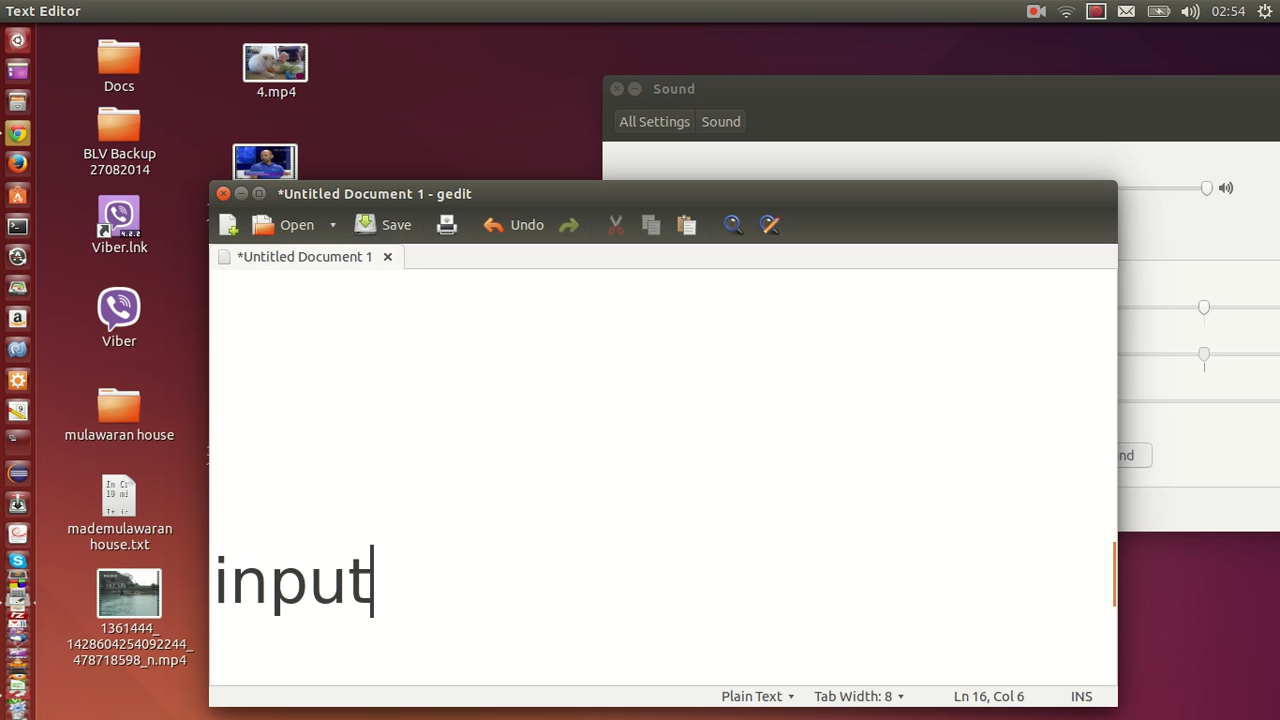 Text Editor
02:54
Docs
4.mp4
BLV Backup
27082014
Viber.lnk
Viber
mulawaran house
mademulawaran
house.txt
1361444_
1428604254092244_
478718598_n.mp4
Sound
All Settings
Sound
nd
*Untitled Document 1 - gedit
Open
Save
Undo
*Untitled Document 1
input
Plain Text
Tab Width: 8
Ln 16, Col 6
INS